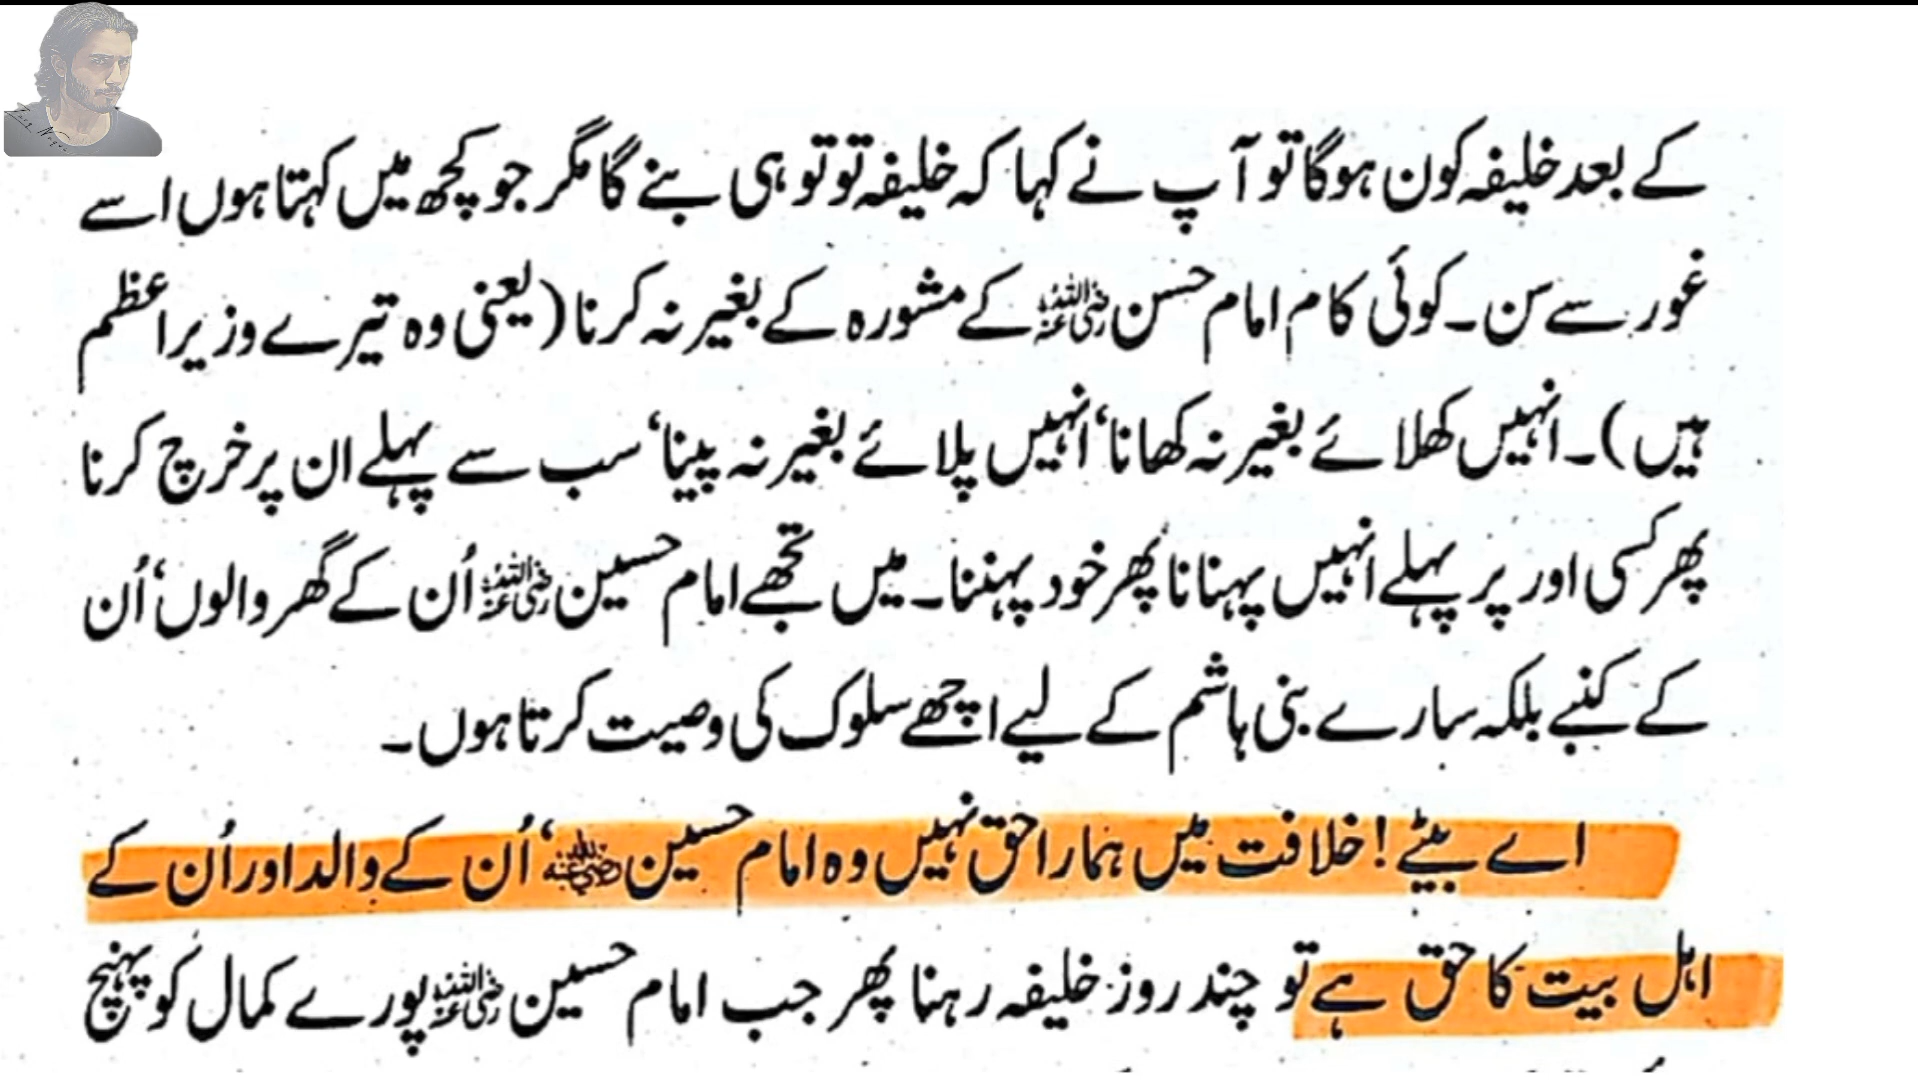 کے بعد خلیفہ کون ہوگا تو آپ نے کہا کہ خلیفہ تو تو ہی بنے گا مگر جو کچھ میں کہتا ہوں اسے
غور سے سن۔ کوئی کام امام حسن رضی اللہ عنہ کے مشورہ کے بغیر نہ کرنا (یعنی وہ تیرے وزیر اعظم
ہیں)۔ انہیں کھلائے بغیر نہ کھانا، انہیں پلائے بغیر نہ پینا، سب سے پہلے ان پر خرچ کرنا
پھر کسی اور پر پہلے انہیں پہنانا پھر خود پہننا۔ میں تجھے امام حسین رضی اللہ عنہ اُن کے گھر والوں، اُن
کے کنبے بلکہ سارے بنی ہاشم کے لیے اچھے سلوک کی وصیت کرتا ہوں۔
اے بیٹے! خلافت میں ہمارا حق نہیں وہ امام حسین رضی اللہ عنہ، اُن کے والد اور اُن کے
اہل بیت کا حق ہے تو چند روز خلیفہ رہنا پھر جب امام حسین رضی اللہ عنہ پورے کمال کو پہنچ